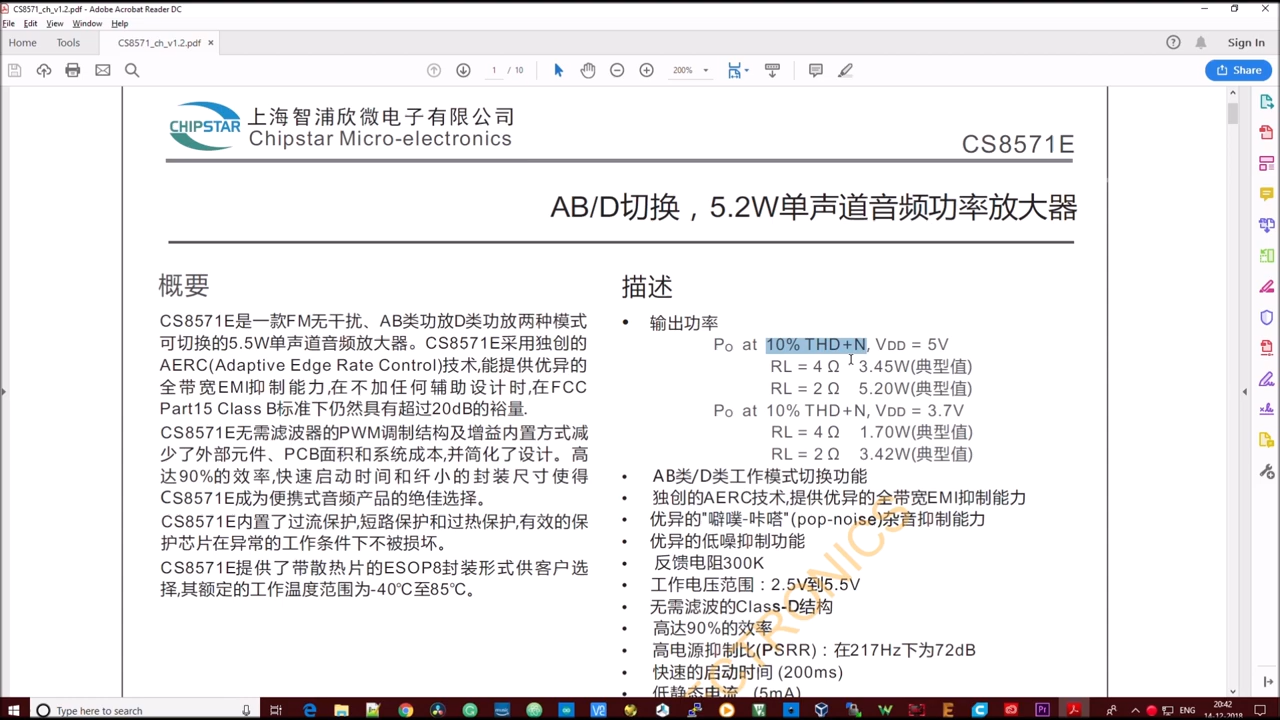 CS8571_ch_v1.2.pdf - Adobe Acrobat Reader DC
File Edit View Window Help
Home Tools CS8571_ch_v1.2.pdf × Sign In
1 / 10 200% Share
CHIPSTAR
上海智浦欣微电子有限公司
Chipstar Micro-electronics
CS8571E
AB/D切换，5.2W单声道音频功率放大器
概要
CS8571E是一款FM无干扰、AB类功放D类功放两种模式
可切换的5.5W单声道音频放大器。CS8571E采用独创的
AERC(Adaptive Edge Rate Control)技术,能提供优异的
全带宽EMI抑制能力,在不加任何辅助设计时,在FCC
Part15 Class B标准下仍然具有超过20dB的裕量.
CS8571E无需滤波器的PWM调制结构及增益内置方式减
少了外部元件、PCB面积和系统成本,并简化了设计。高
达90%的效率,快速启动时间和纤小的封装尺寸使得
CS8571E成为便携式音频产品的绝佳选择。
CS8571E内置了过流保护,短路保护和过热保护,有效的保
护芯片在异常的工作条件下不被损坏.
CS8571E提供了带散热片的ESOP8封装形式供客户选
择,其额定的工作温度范围为-40℃至85℃。
描述
• 输出功率
PO at 10% THD+N, VDD = 5V
RL = 4 Ω 3.45W(典型值)
RL = 2 Ω 5.20W(典型值)
PO at 10% THD+N, VDD = 3.7V
RL = 4 Ω 1.70W(典型值)
RL = 2 Ω 3.42W(典型值)
• AB类/D类工作模式切换功能
• 独创的AERC技术,提供优异的全带宽EMI抑制能力
• 优异的"噼噗-咔嗒"(pop-noise)杂音抑制能力
• 优异的低噪抑制功能
• 反馈电阻300K
• 工作电压范围：2.5V到5.5V
• 无需滤波的Class-D结构
• 高达90%的效率
• 高电源抑制比(PSRR)：在217Hz下为72dB
• 快速的启动时间 (200ms)
• 低静态电流 (5mA)
CTRONICS
Type here to search
ENG
20:42
14-12-2018